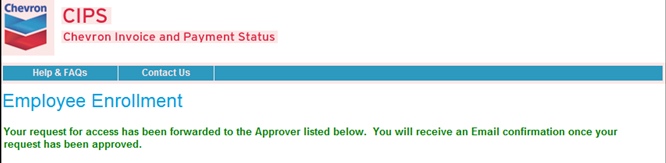 Chevron
CIPS
Chevron Invoice and Payment Status
Help & FAQs
Contact Us
Employee Enrollment
Your request for access has been forwarded to the Approver listed below. You will receive an Email confirmation once your
request has been approved.